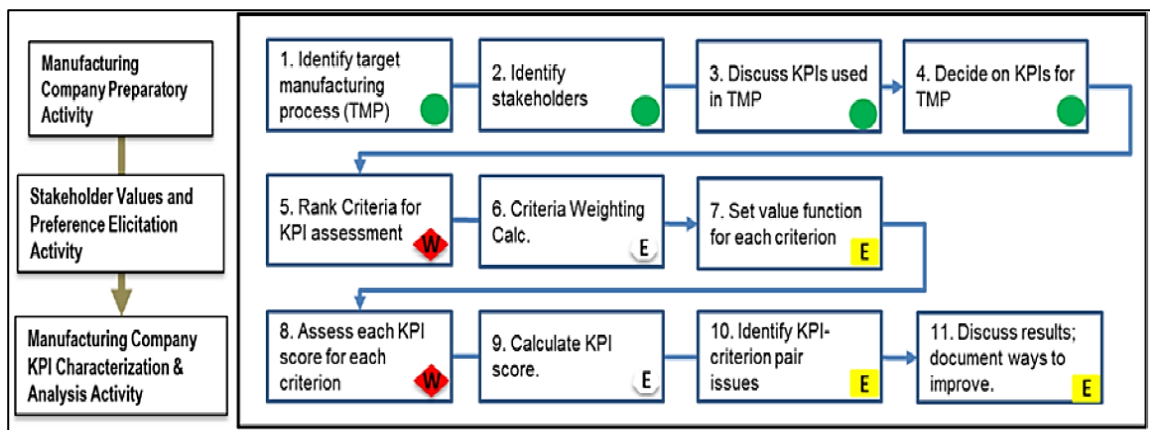 Manufacturing
Company Preparatory
Activity
Stakeholder Values and
Preference Elicitation
Activity
Manufacturing Company
KPI Characterization &
Analysis Activity
1. Identify target
manufacturing
process (TMP)
2. Identify
stakeholders
3. Discuss KPIs used
in TMP
4. Decide on KPIs for
TMP
5. Rank Criteria for
KPI assessment
W
6. Criteria Weighting
Calc.
E
7. Set value function
for each criterion
E
8. Assess each KPI
score for each
criterion
W
9. Calculate KPI
score.
E
10. Identify KPI-
criterion pair
issues
E
11. Discuss results;
document ways to
improve.
E